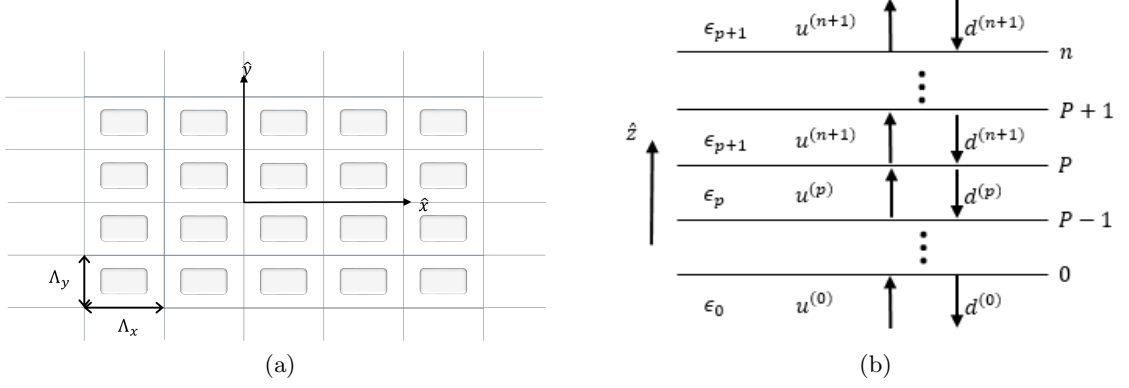 ŷ
x̂
Λ_y
Λ_x
(a)
ϵ_{p+1} u^{(n+1)} d^{(n+1)}
n
P + 1
ẑ
ϵ_{p+1} u^{(n+1)} d^{(n+1)}
P
ϵ_p u^{(p)} d^{(p)}
P − 1
0
ϵ_0 u^{(0)} d^{(0)}
(b)